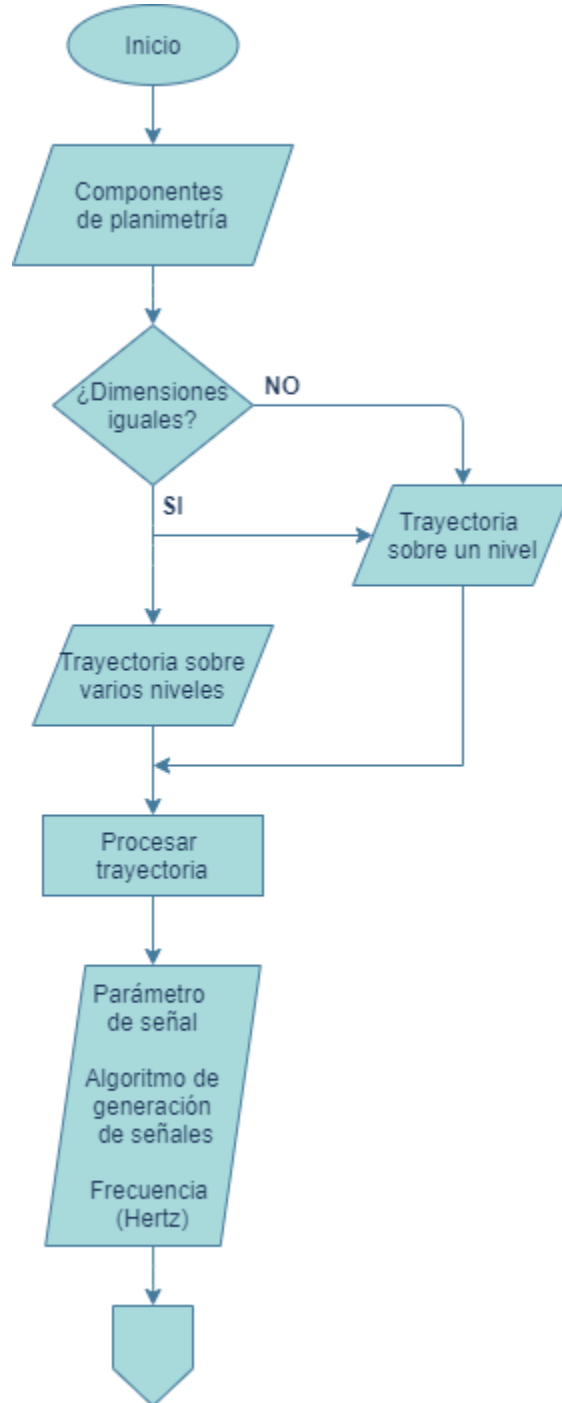 Inicio
Componentes
de planimetría
¿Dimensiones
iguales?
NO
SI
Trayectoria
sobre un nivel
Trayectoria sobre
varios niveles
Procesar
trayectoria
Parámetro
de señal
Algoritmo de
generación
de señales
Frecuencia
(Hertz)